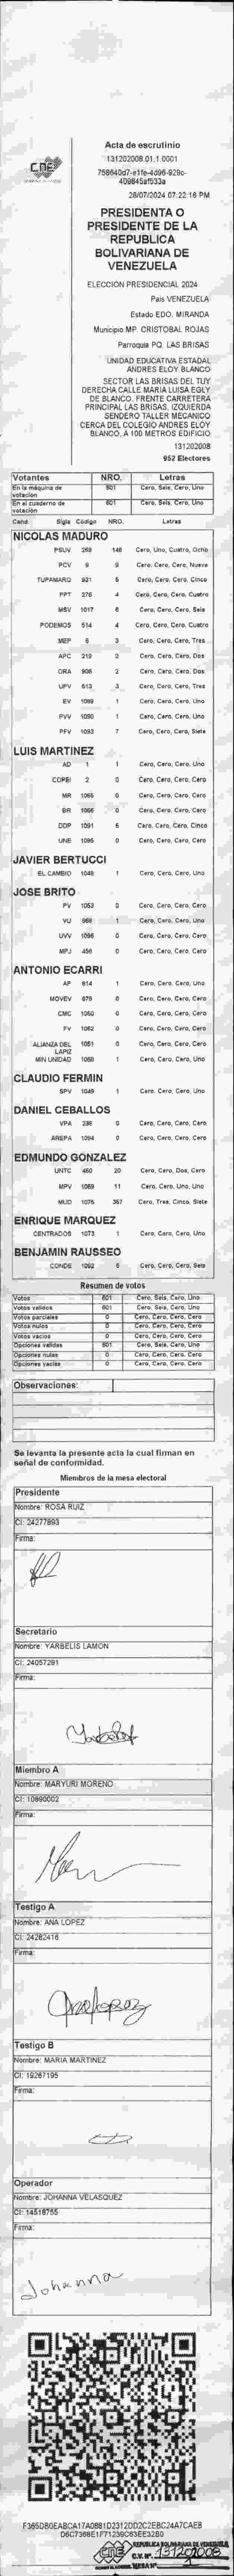 CNE
Acta de escrutinio
131202008.01.1.0001
758640d7-e1fe-4d96-929c-
409845af533a
28/07/2024 07:22:16 PM
PRESIDENTA O
PRESIDENTE DE LA
REPUBLICA
BOLIVARIANA DE
VENEZUELA
ELECCION PRESIDENCIAL 2024
Pais VENEZUELA
Estado EDO. MIRANDA
Municipio MP. CRISTOBAL ROJAS
Parroquia PQ. LAS BRISAS
UNIDAD EDUCATIVA ESTADAL
ANDRES ELOY BLANCO
SECTOR LAS BRISAS DEL TUY
DERECHA CALLE MARIA LUISA EGLY
DE BLANCO. FRENTE CARRETERA
PRINCIPAL LAS BRISAS. IZQUIERDA
SENDERO TALLER MECANICO
CERCA DEL COLEGIO ANDRES ELOY
BLANCO, A 100 METROS EDIFICIO
131202008
952 Electores
Votantes NRO. Letras
En la máquina de votación 601 Cero, Seis, Cero, Uno
En el cuaderno de votación 601 Cero, Seis, Cero, Uno
Cand. Sigla Código NRO. Letras
NICOLAS MADURO
PSUV 268 148 Cero, Uno, Cuatro, Ocho
PCV 9 9 Cero, Cero, Cero, Nueve
TUPAMARO 921 5 Cero, Cero, Cero, Cinco
PPT 276 4 Cero, Cero, Cero, Cuatro
MSV 1017 6 Cero, Cero, Cero, Seis
PODEMOS 514 4 Cero, Cero, Cero, Cuatro
MEP 6 3 Cero, Cero, Cero, Tres
APC 219 2 Cero, Cero, Cero, Dos
ORA 906 2 Cero, Cero, Cero, Dos
UPV 613 3 Cero, Cero, Cero, Tres
EV 1089 1 Cero, Cero, Cero, Uno
PVV 1090 1 Cero, Cero, Cero, Uno
PFV 1093 7 Cero, Cero, Cero, Siete
LUIS MARTINEZ
AD 1 1 Cero, Cero, Cero, Uno
COPEI 2 0 Cero, Cero, Cero, Cero
MR 1065 0 Cero, Cero, Cero, Cero
BR 1066 0 Cero, Cero, Cero, Cero
DDP 1091 5 Cero, Cero, Cero, Cinco
UNE 1095 0 Cero, Cero, Cero, Cero
JAVIER BERTUCCI
EL CAMBIO 1048 1 Cero, Cero, Cero, Uno
JOSE BRITO
PV 1053 0 Cero, Cero, Cero, Cero
VU 968 1 Cero, Cero, Cero, Uno
UVV 1096 0 Cero, Cero, Cero, Cero
MPJ 456 0 Cero, Cero, Cero, Cero
ANTONIO ECARRI
AP 814 1 Cero, Cero, Cero, Uno
MOVEV 678 0 Cero, Cero, Cero, Cero
CMC 1050 0 Cero, Cero, Cero, Cero
FV 1062 0 Cero, Cero, Cero, Cero
ALIANZA DEL LAPIZ 1051 0 Cero, Cero, Cero, Cero
MIN UNIDAD 1058 1 Cero, Cero, Cero, Uno
CLAUDIO FERMIN
SPV 1049 1 Cero, Cero, Cero, Uno
DANIEL CEBALLOS
VPA 238 0 Cero, Cero, Cero, Cero
AREPA 1094 0 Cero, Cero, Cero, Cero
EDMUNDO GONZALEZ
UNTC 460 20 Cero, Cero, Dos, Cero
MPV 1069 11 Cero, Cero, Uno, Uno
MUD 1075 357 Cero, Tres, Cinco, Siete
ENRIQUE MARQUEZ
CENTRADOS 1073 1 Cero, Cero, Cero, Uno
BENJAMIN RAUSSEO
CONDE 1092 6 Cero, Cero, Cero, Seis
Resumen de votos
Votos 601 Cero, Seis, Cero, Uno
Votos validos 601 Cero, Seis, Cero, Uno
Votos parciales 0 Cero, Cero, Cero, Cero
Votos nulos 0 Cero, Cero, Cero, Cero
Votos vacios 0 Cero, Cero, Cero, Cero
Opciones validas 601 Cero, Seis, Cero, Uno
Opciones nulas 0 Cero, Cero, Cero, Cero
Opciones vacias 0 Cero, Cero, Cero, Cero
Observaciones:
Se levanta la presente acta la cual firman en
señal de conformidad.
Miembros de la mesa electoral
Presidente
Nombre: ROSA RUIZ
CI: 24277893
Firma:
Secretario
Nombre: YARBELIS LAMON
CI: 24057291
Firma:
Miembro A
Nombre: MARYURI MORENO
CI: 10890002
Firma:
Testigo A
Nombre: ANA LOPEZ
CI: 24282416
Firma:
Ana Lopez
Testigo B
Nombre: MARIA MARTINEZ
CI: 19267195
Firma:
Operador
Nombre: JOHANNA VELASQUEZ
CI: 14518755
Firma:
Johanna
F365DB0EABCA17A0881D23120D2C2EBC24A7CAEB
D6C7366E1F71239C63EE32B0
REPUBLICA BOLIVARIANA DE VENEZUELA
CNE C.V. Nº. 131202008
MESA Nº 1